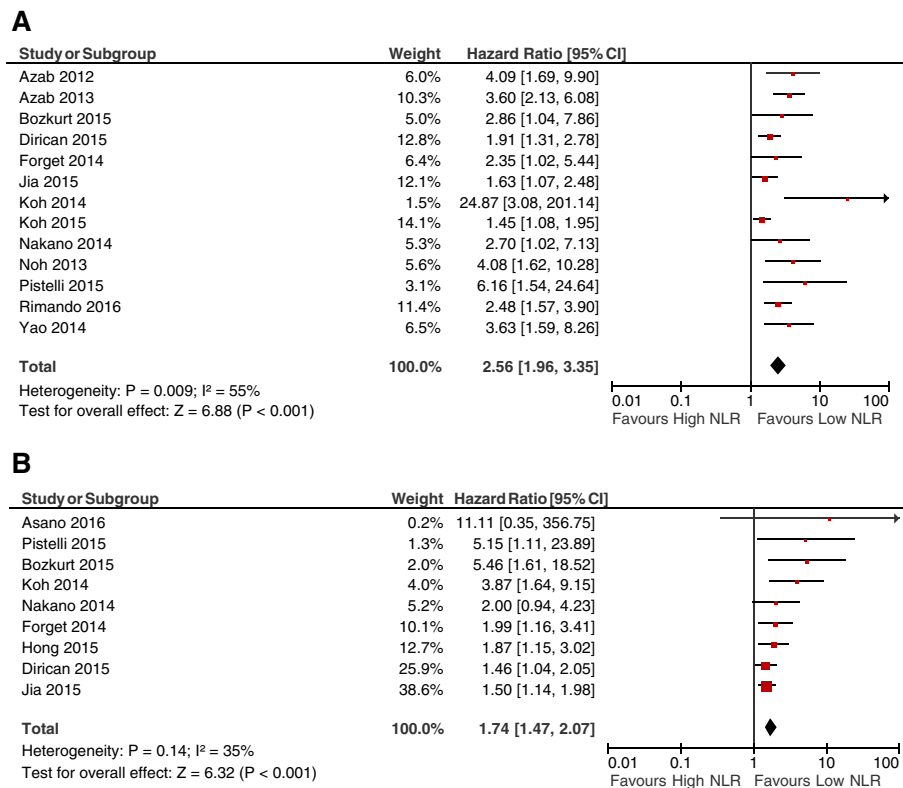 A
Study or Subgroup Weight Hazard Ratio [95% CI]
Azab 2012 6.0% 4.09 [1.69, 9.90]
Azab 2013 10.3% 3.60 [2.13, 6.08]
Bozkurt 2015 5.0% 2.86 [1.04, 7.86]
Dirican 2015 12.8% 1.91 [1.31, 2.78]
Forget 2014 6.4% 2.35 [1.02, 5.44]
Jia 2015 12.1% 1.63 [1.07, 2.48]
Koh 2014 1.5% 24.87 [3.08, 201.14]
Koh 2015 14.1% 1.45 [1.08, 1.95]
Nakano 2014 5.3% 2.70 [1.02, 7.13]
Noh 2013 5.6% 4.08 [1.62, 10.28]
Pistelli 2015 3.1% 6.16 [1.54, 24.64]
Rimando 2016 11.4% 2.48 [1.57, 3.90]
Yao 2014 6.5% 3.63 [1.59, 8.26]
Total 100.0% 2.56 [1.96, 3.35]
Heterogeneity: P = 0.009; I² = 55%
Test for overall effect: Z = 6.88 (P < 0.001)
0.01 0.1 1 10 100
Favours High NLR Favours Low NLR
B
Study or Subgroup Weight Hazard Ratio [95% CI]
Asano 2016 0.2% 11.11 [0.35, 356.75]
Pistelli 2015 1.3% 5.15 [1.11, 23.89]
Bozkurt 2015 2.0% 5.46 [1.61, 18.52]
Koh 2014 4.0% 3.87 [1.64, 9.15]
Nakano 2014 5.2% 2.00 [0.94, 4.23]
Forget 2014 10.1% 1.99 [1.16, 3.41]
Hong 2015 12.7% 1.87 [1.15, 3.02]
Dirican 2015 25.9% 1.46 [1.04, 2.05]
Jia 2015 38.6% 1.50 [1.14, 1.98]
Total 100.0% 1.74 [1.47, 2.07]
Heterogeneity: P = 0.14; I² = 35%
Test for overall effect: Z = 6.32 (P < 0.001)
0.01 0.1 1 10 100
Favours High NLR Favours Low NLR